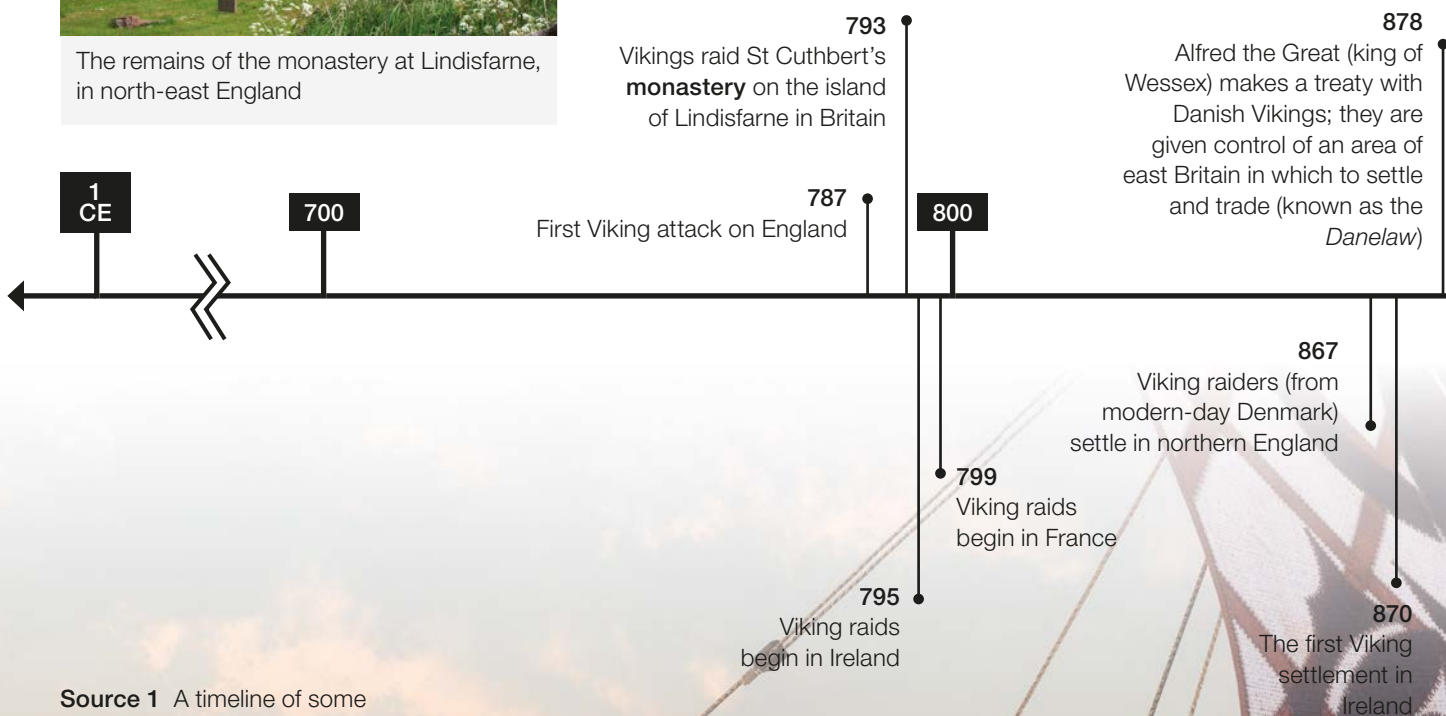 The remains of the monastery at Lindisfarne,
in north-east England
793
Vikings raid St Cuthbert’s
monastery on the island
of Lindisfarne in Britain
878
Alfred the Great (king of
Wessex) makes a treaty with
Danish Vikings; they are
given control of an area of
east Britain in which to settle
and trade (known as the
Danelaw)
1
CE
700
787
First Viking attack on England
800
867
Viking raiders (from
modern-day Denmark)
settle in northern England
799
Viking raids
begin in France
795
Viking raids
begin in Ireland
870
The first Viking
settlement in
Ireland
Source 1 A timeline of some